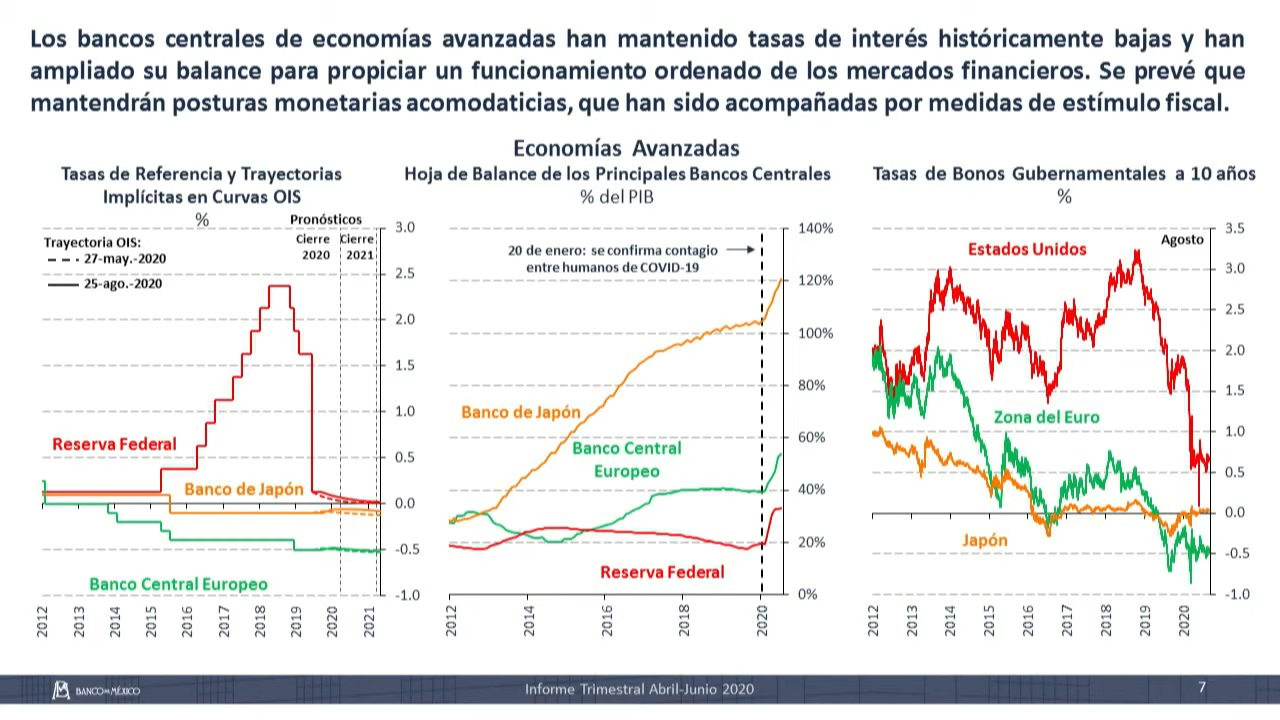 Los bancos centrales de economías avanzadas han mantenido tasas de interés históricamente bajas y han
ampliado su balance para propiciar un funcionamiento ordenado de los mercados financieros. Se prevé que
mantendrán posturas monetarias acomodaticias, que han sido acompañadas por medidas de estímulo fiscal.
Economías Avanzadas
Tasas de Referencia y Trayectorias
Implícitas en Curvas OIS
%
Pronósticos
Cierre
2020
Cierre
2021
Trayectoria OIS:
27-may.-2020
25-ago.-2020
Reserva Federal
Banco de Japón
Banco Central Europeo
3.0
2.5
2.0
1.5
1.0
0.5
0.0
-0.5
-1.0
2012
2013
2014
2015
2016
2017
2018
2019
2020
2021
Hoja de Balance de los Principales Bancos Centrales
% del PIB
20 de enero: se confirma contagio
entre humanos de COVID-19
Banco de Japón
Banco Central
Europeo
Reserva Federal
140%
120%
100%
80%
60%
40%
20%
0%
2012
2014
2016
2018
2020
Tasas de Bonos Gubernamentales a 10 años
%
Agosto
Estados Unidos
Zona del Euro
Japón
3.5
3.0
2.5
2.0
1.5
1.0
0.5
0.0
-0.5
-1.0
2012
2013
2014
2015
2016
2017
2018
2019
2020
BANCO DE MÉXICO
Informe Trimestral Abril-Junio 2020
7